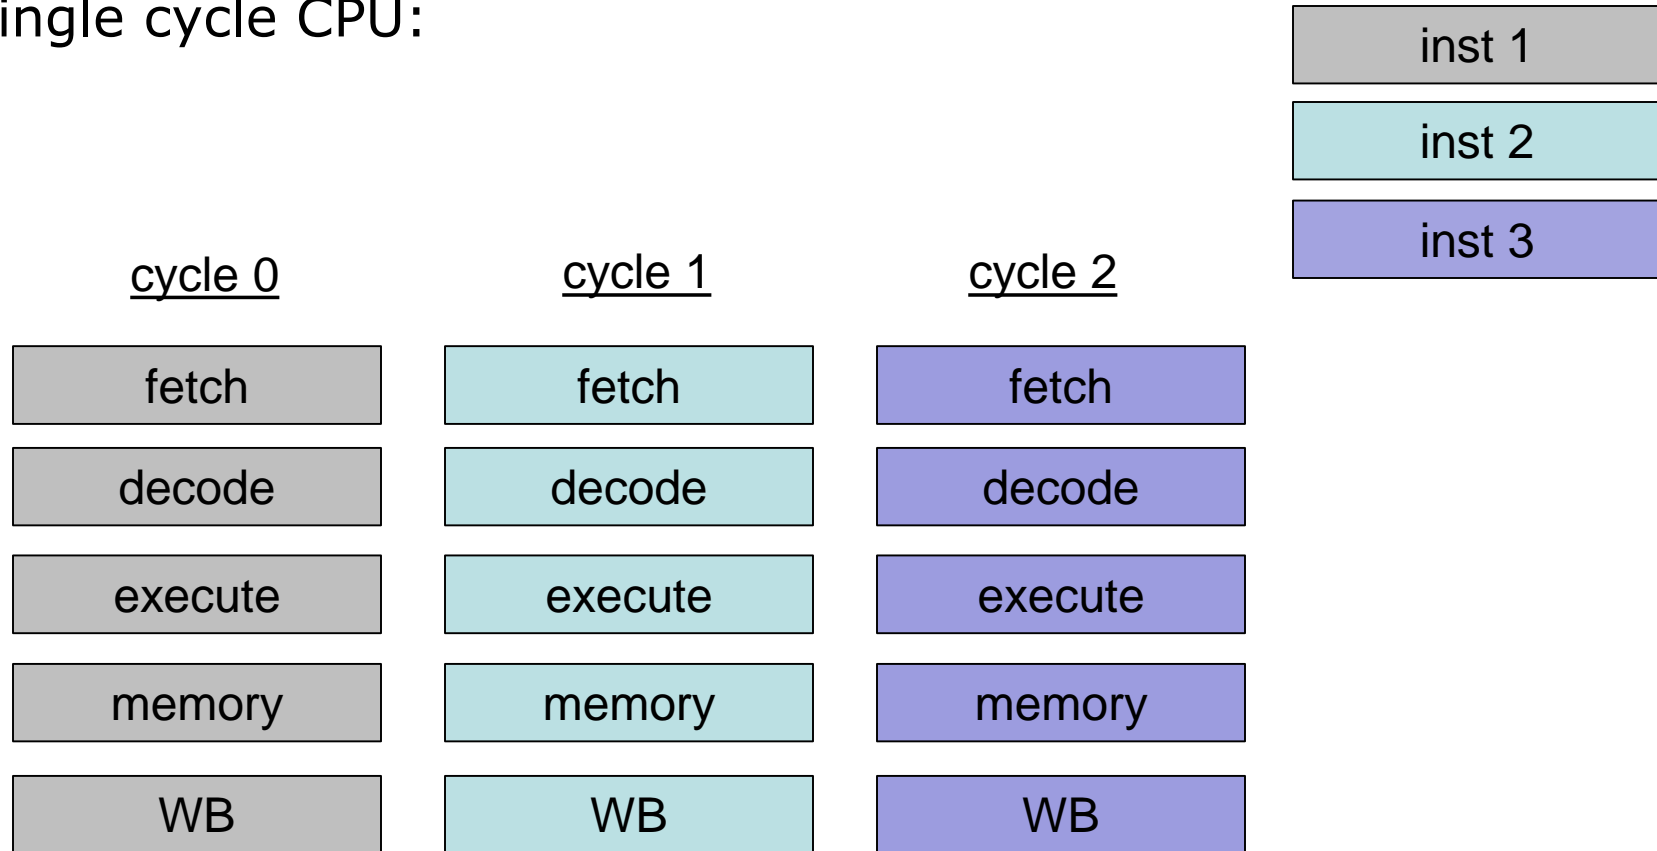 ingle cycle CPU:
inst 1
inst 2
inst 3
cycle 0 cycle 1 cycle 2
fetch fetch fetch
decode decode decode
execute execute execute
memory memory memory
WB WB WB